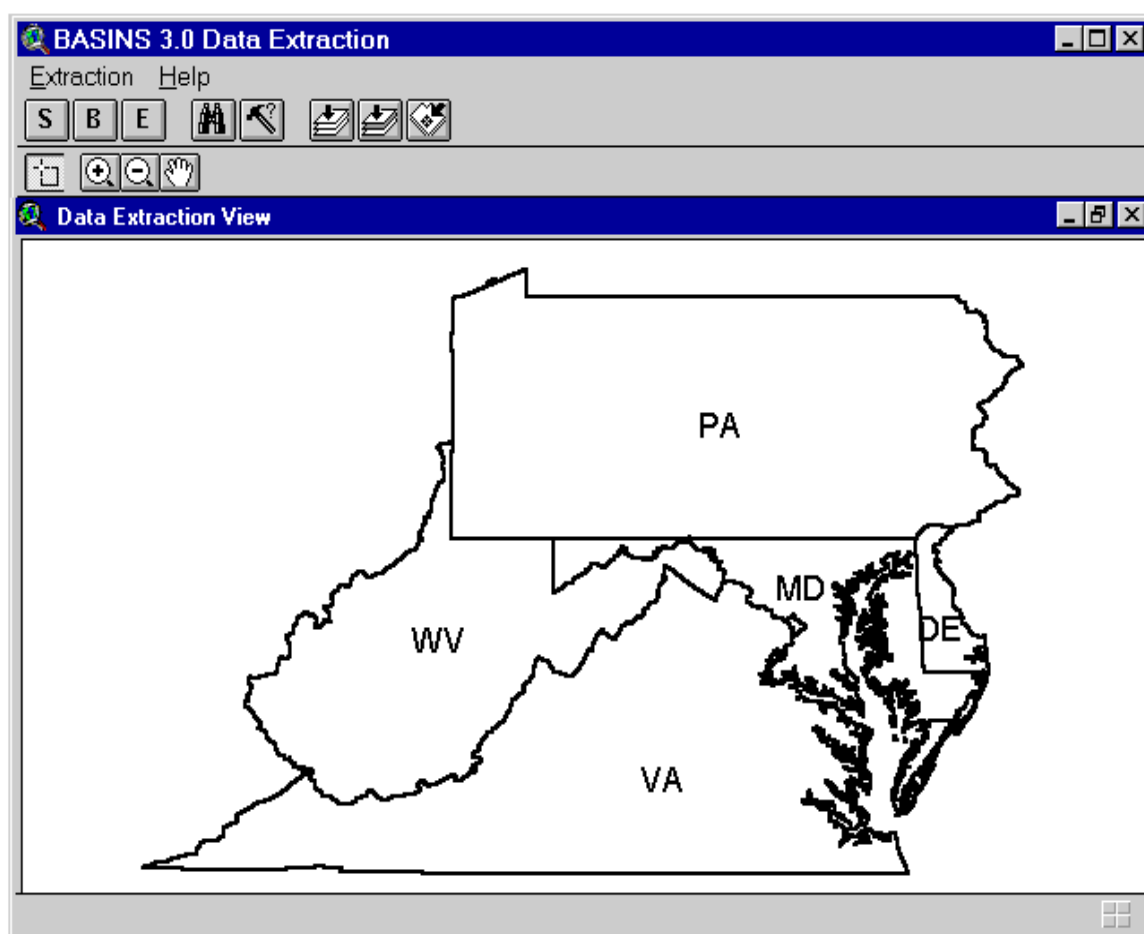 BASINS 3.0 Data Extraction
Extraction Help
S B E
Data Extraction View
PA
MD
DE
WV
VA